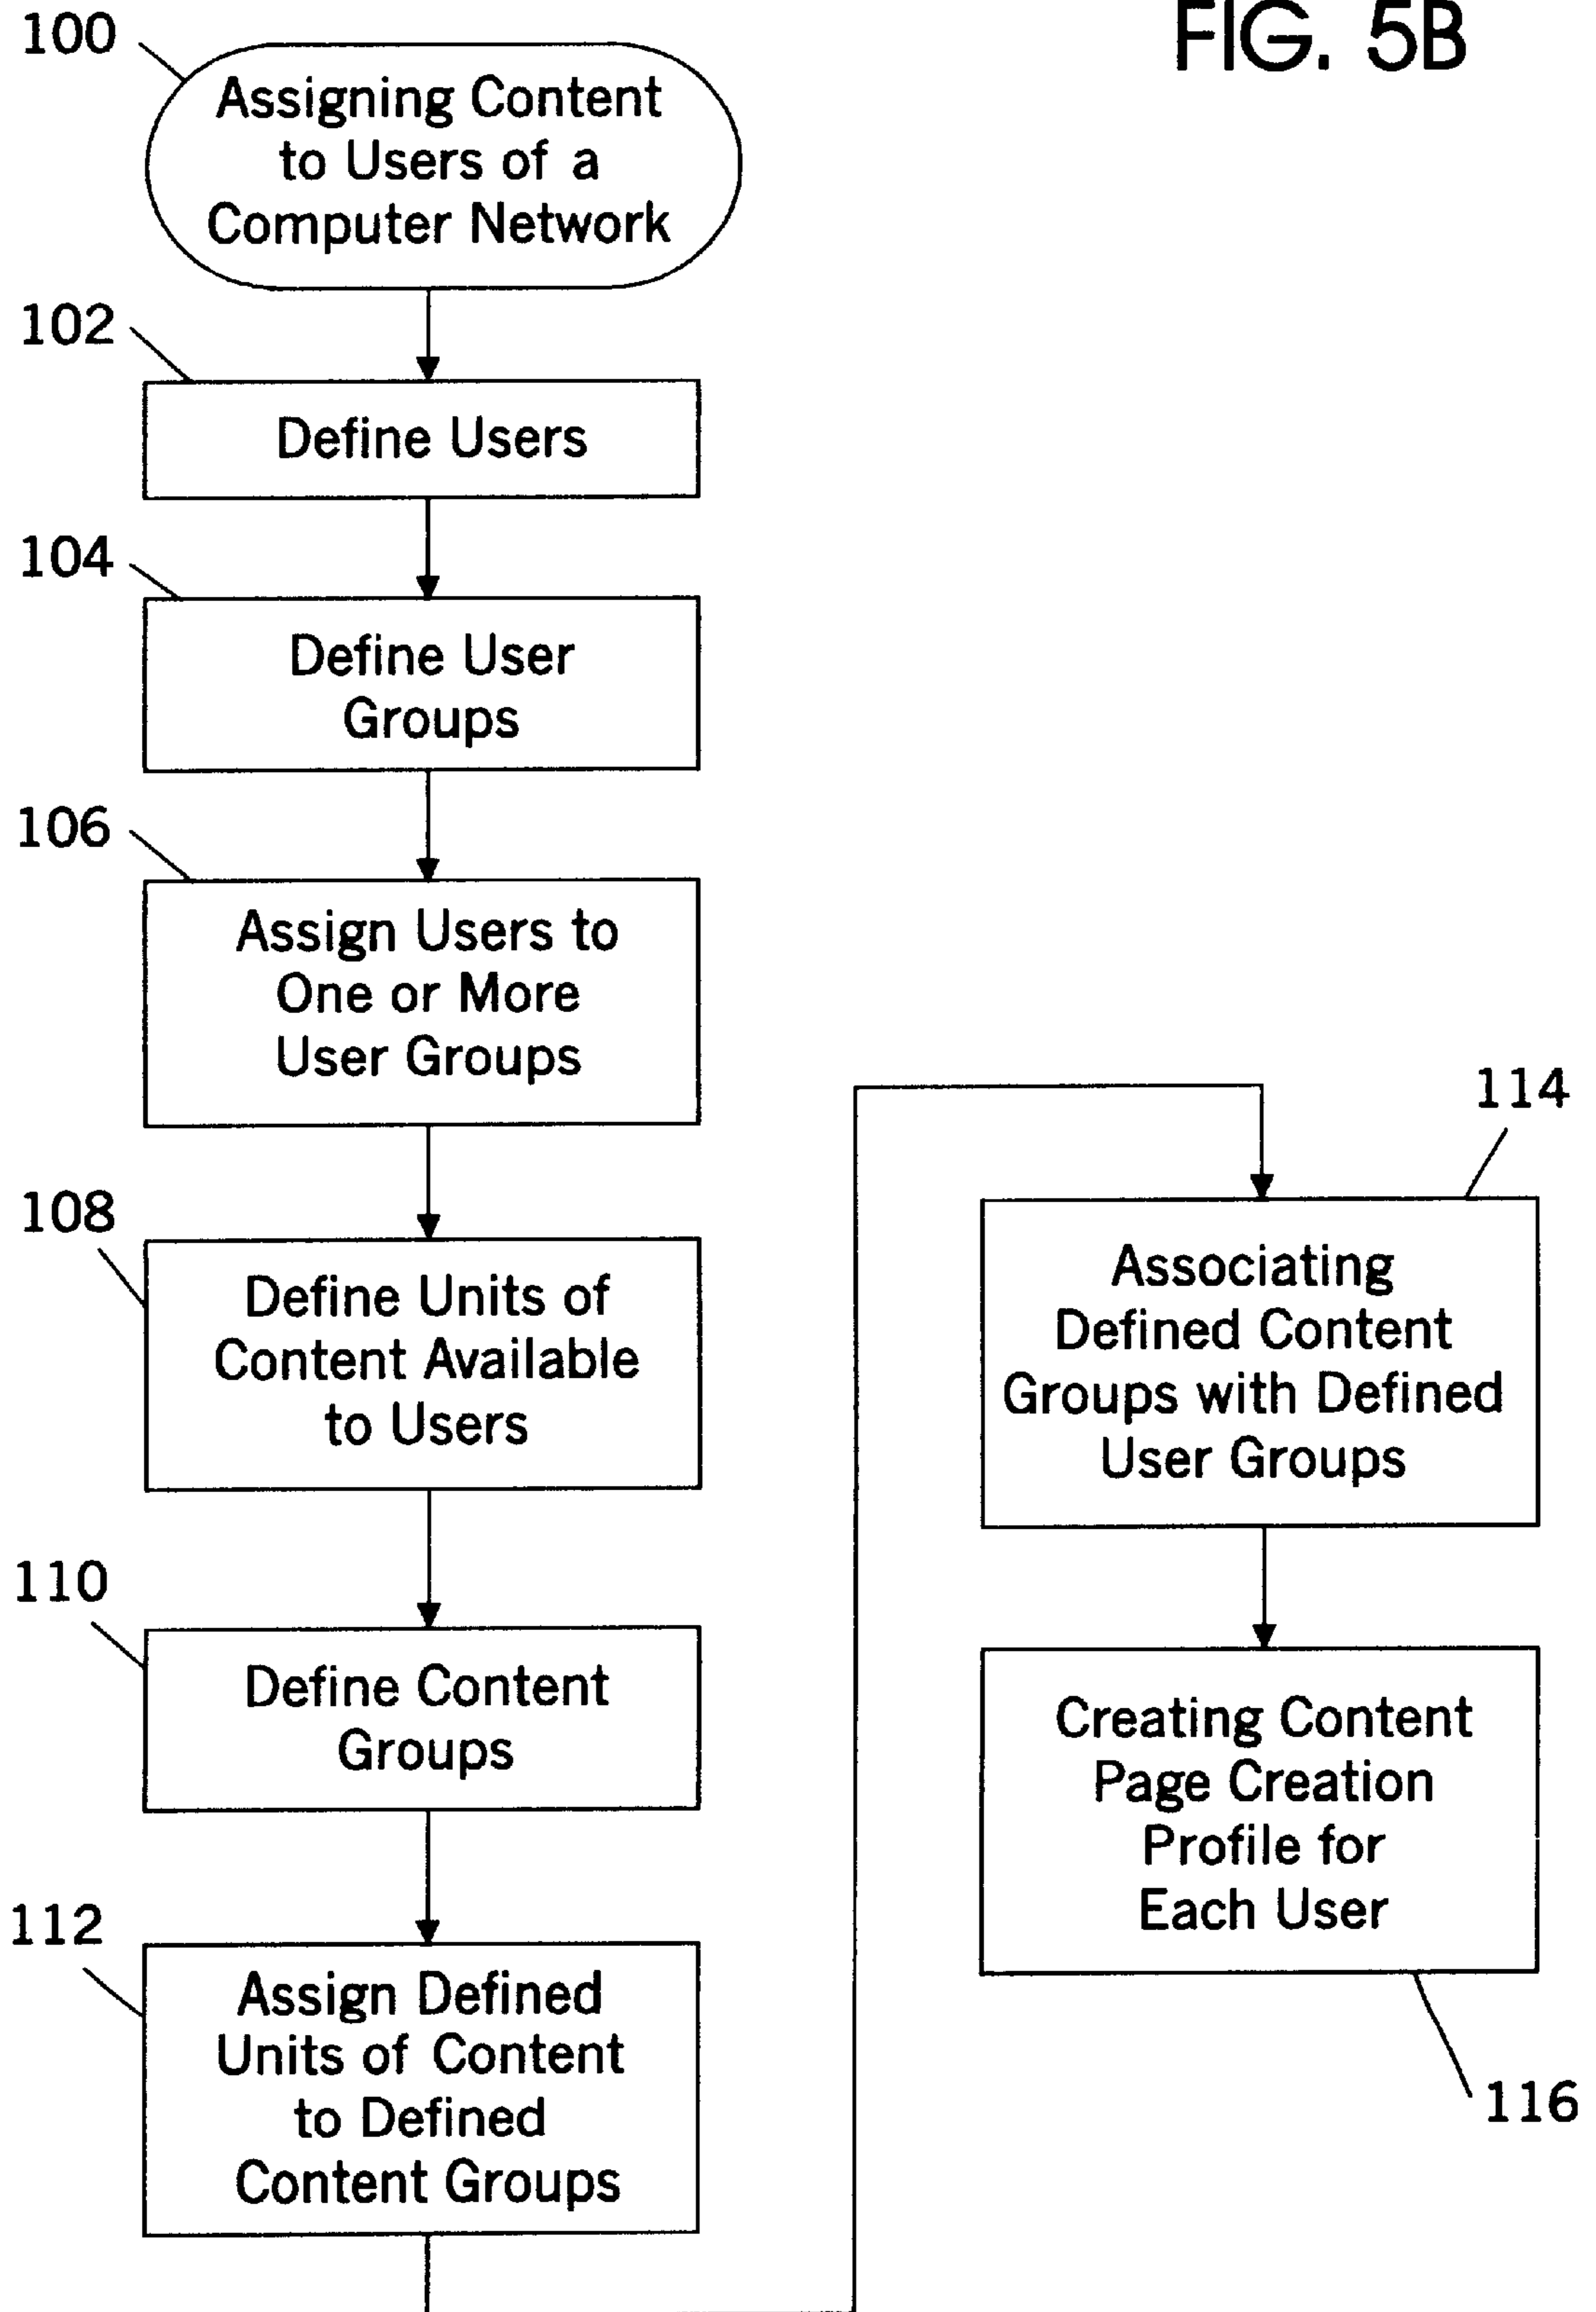 FIG. 5B
100
Assigning Content
to Users of a
Computer Network
102
Define Users
104
Define User
Groups
106
Assign Users to
One or More
User Groups
108
Define Units of
Content Available
to Users
110
Define Content
Groups
112
Assign Defined
Units of Content
to Defined
Content Groups
114
Associating
Defined Content
Groups with Defined
User Groups
Creating Content
Page Creation
Profile for
Each User
116